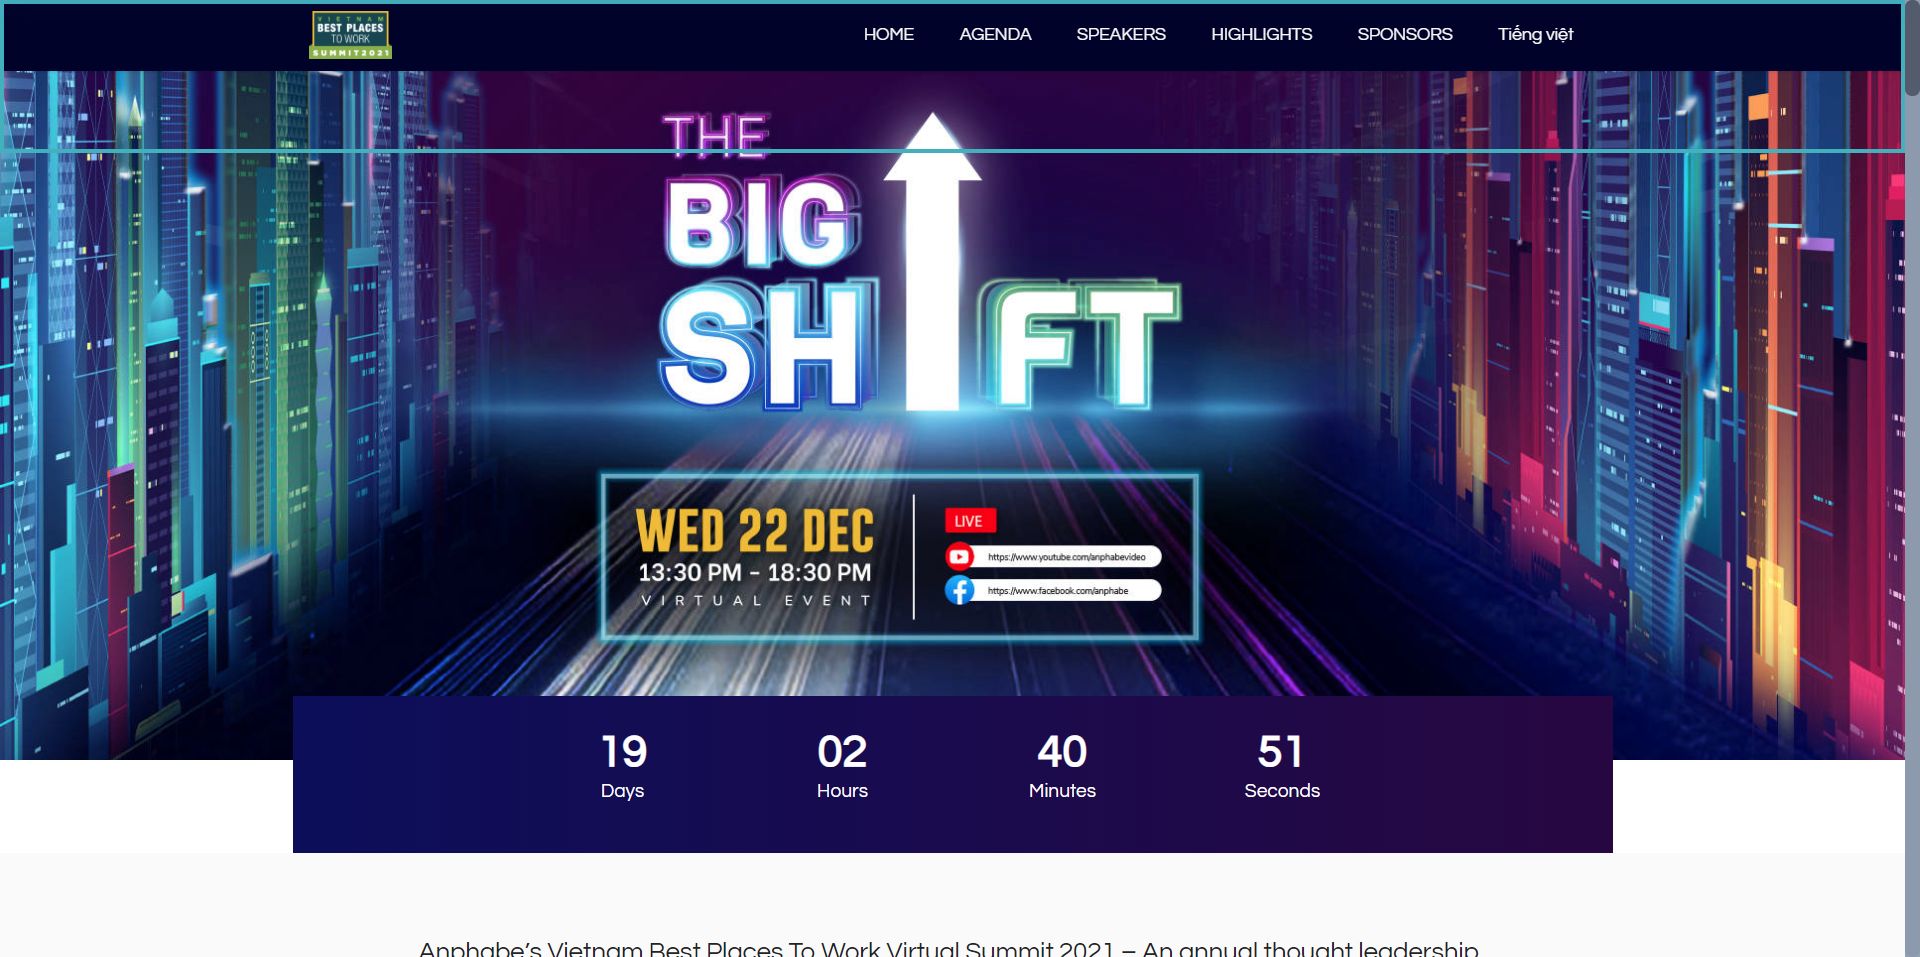 VIETNAM
BEST PLACES
TO WORK
SUMMIT2021
HOME AGENDA SPEAKERS HIGHLIGHTS SPONSORS Tiếng việt
THE
BIG
SH FT
WED 22 DEC
13:30 PM - 18:30 PM
VIRTUAL EVENT
LIVE
https://www.youtube.com/anphabevideo
https://www.facebook.com/anphabe
19 02 40 51
Days Hours Minutes Seconds
Anphabe’s Vietnam Best Places To Work Virtual Summit 2021 – An annual thought leadership